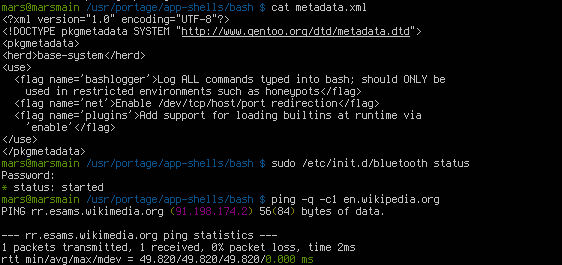 mars@marsmain /usr/portage/app-shells/bash $ cat metadata.xml
<?xml version="1.0" encoding="UTF-8"?>
<!DOCTYPE pkgmetadata SYSTEM "http://www.gentoo.org/dtd/metadata.dtd">
<pkgmetadata>
<herd>base-system</herd>
<use>
  <flag name='bashlogger'>Log ALL commands typed into bash; should ONLY be
    used in restricted environments such as honeypots</flag>
  <flag name='net'>Enable /dev/tcp/host/port redirection</flag>
  <flag name='plugins'>Add support for loading builtins at runtime via
    'enable'</flag>
</use>
</pkgmetadata>
mars@marsmain /usr/portage/app-shells/bash $ sudo /etc/init.d/bluetooth status
Password:
* status: started
mars@marsmain /usr/portage/app-shells/bash $ ping -q -c1 en.wikipedia.org
PING rr.esams.wikimedia.org (91.198.174.2) 56(84) bytes of data.

--- rr.esams.wikimedia.org ping statistics ---
1 packets transmitted, 1 received, 0% packet loss, time 2ms
rtt min/avg/max/mdev = 49.820/49.820/49.820/0.000 ms